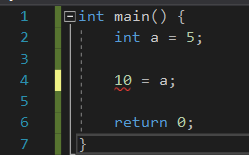 1 int main() {
2 int a = 5;
3
4 10 = a;
5
6 return 0;
7 }